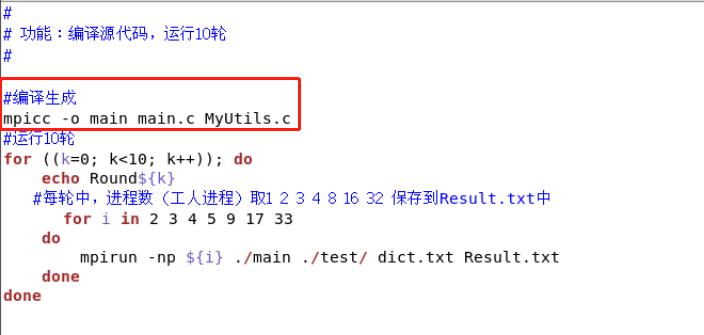 #
# 功能：编译源代码，运行10轮
#
#编译生成
mpicc -o main main.c MyUtils.c
#运行10轮
for ((k=0; k<10; k++)); do
    echo Round${k}
   #每轮中，进程数（工人进程）取1 2 3 4 8 16 32 保存到Result.txt中
      for i in 2 3 4 5 9 17 33
    do
        mpirun -np ${i} ./main ./test/ dict.txt Result.txt
    done
done